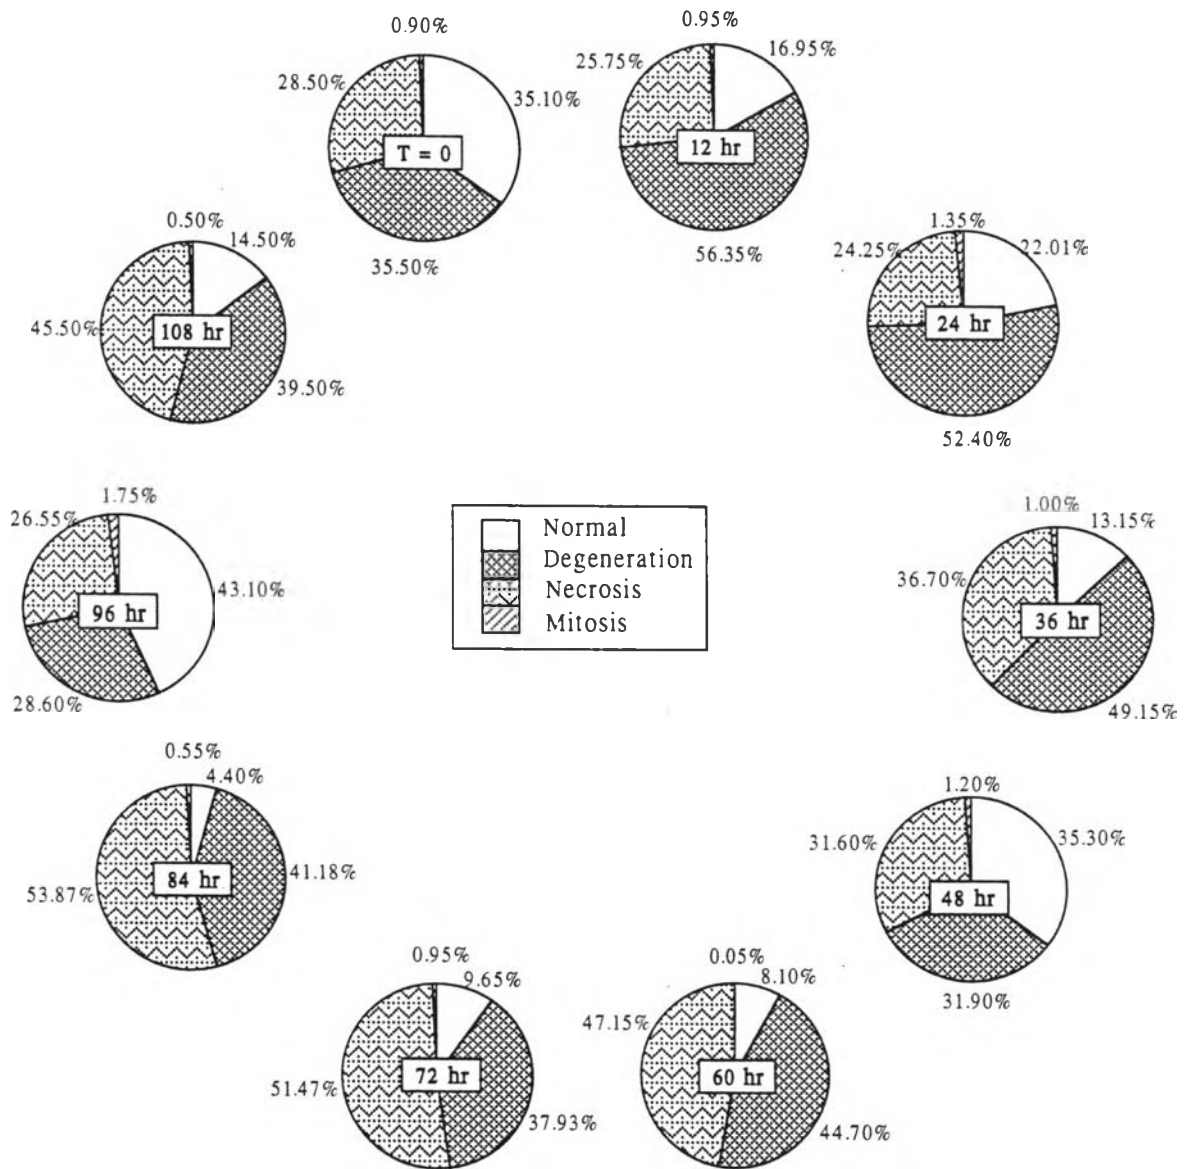 0.90%
28.50%
35.10%
T = 0
35.50%
0.95%
25.75%
16.95%
12 hr
56.35%
1.35%
24.25%
22.01%
24 hr
52.40%
0.50%
14.50%
45.50%
108 hr
39.50%
1.75%
26.55%
43.10%
96 hr
28.60%
Normal
Degeneration
Necrosis
Mitosis
1.00%
13.15%
36.70%
36 hr
49.15%
0.55%
4.40%
53.87%
84 hr
41.18%
1.20%
31.60%
35.30%
48 hr
31.90%
0.95%
9.65%
51.47%
72 hr
37.93%
0.05%
8.10%
47.15%
60 hr
44.70%